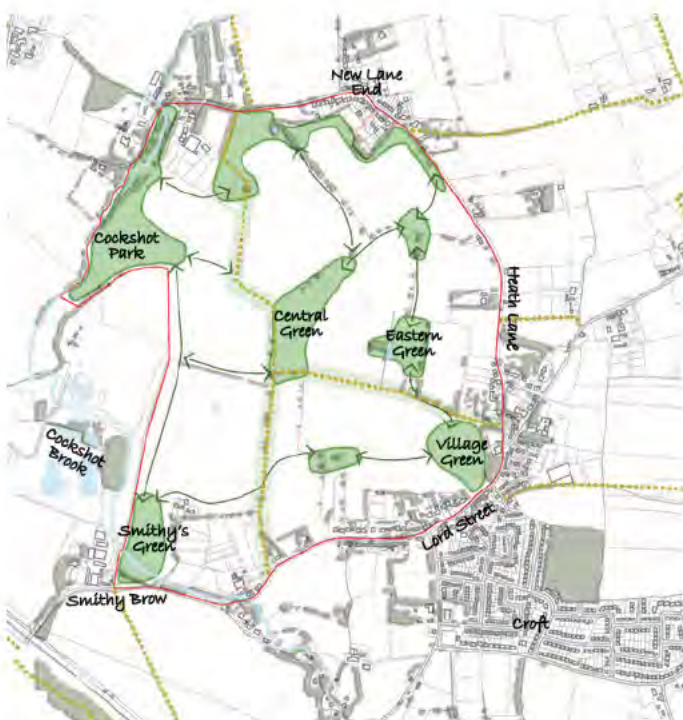 New Lane
End
Cockshot
Park
Heath Lane
Central
Green
Eastern
Green
Village
Green
Cockshot
Brook
Lord Street
Smithy's
Green
Smithy Brow
Croft